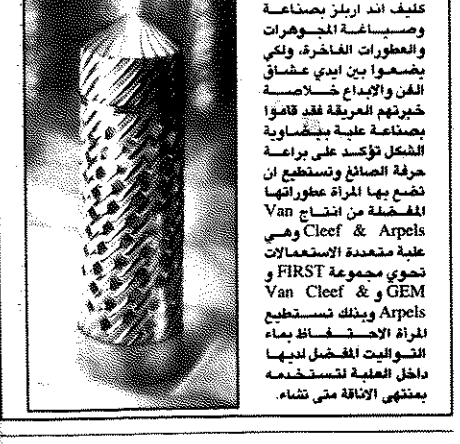 كليف اند اربلز بصناعة
وصياغة المجوهرات
والعطورات الفاخرة، ولكي
يضعوا بين ايدي عشاق
الفن والابداع خلاصة
خبرتهم العريقة فقد قاموا
بصناعة علبة بيضاوية
الشكل تؤكد على براعة
حرفة الصائغ وتستطيع ان
تضع بها المرأة عطوراتها
المفضلة من انتاج Van
Cleef & Arpels وهي
علبة متعددة الاستعمالات
تحوي مجموعة FIRST و
GEM و Van Cleef &
Arpels وبذلك تستطيع
المرأة الاحتفاظ بماء
التواليت المفضل لديها
داخل العلبة لتستخدمه
بمنتهى الاناقة متى تشاء.